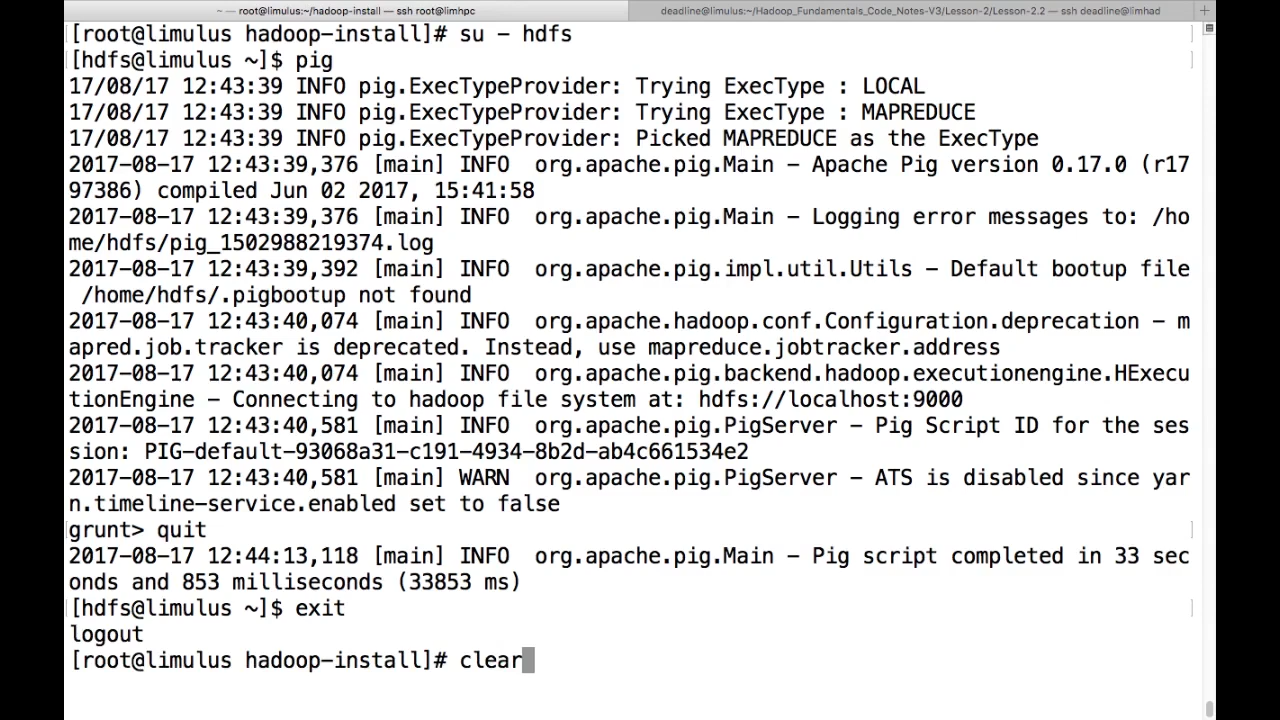 ~ — root@limulus:~/hadoop-install — ssh root@limhpc
deadline@limulus:~/Hadoop_Fundamentals_Code_Notes-V3/Lesson-2/Lesson-2.2 — ssh deadline@limhad
[root@limulus hadoop-install]# su - hdfs
[hdfs@limulus ~]$ pig
17/08/17 12:43:39 INFO pig.ExecTypeProvider: Trying ExecType : LOCAL
17/08/17 12:43:39 INFO pig.ExecTypeProvider: Trying ExecType : MAPREDUCE
17/08/17 12:43:39 INFO pig.ExecTypeProvider: Picked MAPREDUCE as the ExecType
2017-08-17 12:43:39,376 [main] INFO  org.apache.pig.Main - Apache Pig version 0.17.0 (r17
97386) compiled Jun 02 2017, 15:41:58
2017-08-17 12:43:39,376 [main] INFO  org.apache.pig.Main - Logging error messages to: /ho
me/hdfs/pig_1502988219374.log
2017-08-17 12:43:39,392 [main] INFO  org.apache.pig.impl.util.Utils - Default bootup file
 /home/hdfs/.pigbootup not found
2017-08-17 12:43:40,074 [main] INFO  org.apache.hadoop.conf.Configuration.deprecation - m
apred.job.tracker is deprecated. Instead, use mapreduce.jobtracker.address
2017-08-17 12:43:40,074 [main] INFO  org.apache.pig.backend.hadoop.executionengine.HExecu
tionEngine - Connecting to hadoop file system at: hdfs://localhost:9000
2017-08-17 12:43:40,581 [main] INFO  org.apache.pig.PigServer - Pig Script ID for the ses
sion: PIG-default-93068a31-c191-4934-8b2d-ab4c661534e2
2017-08-17 12:43:40,581 [main] WARN  org.apache.pig.PigServer - ATS is disabled since yar
n.timeline-service.enabled set to false
grunt> quit
2017-08-17 12:44:13,118 [main] INFO  org.apache.pig.Main - Pig script completed in 33 sec
onds and 853 milliseconds (33853 ms)
[hdfs@limulus ~]$ exit
logout
[root@limulus hadoop-install]# clear